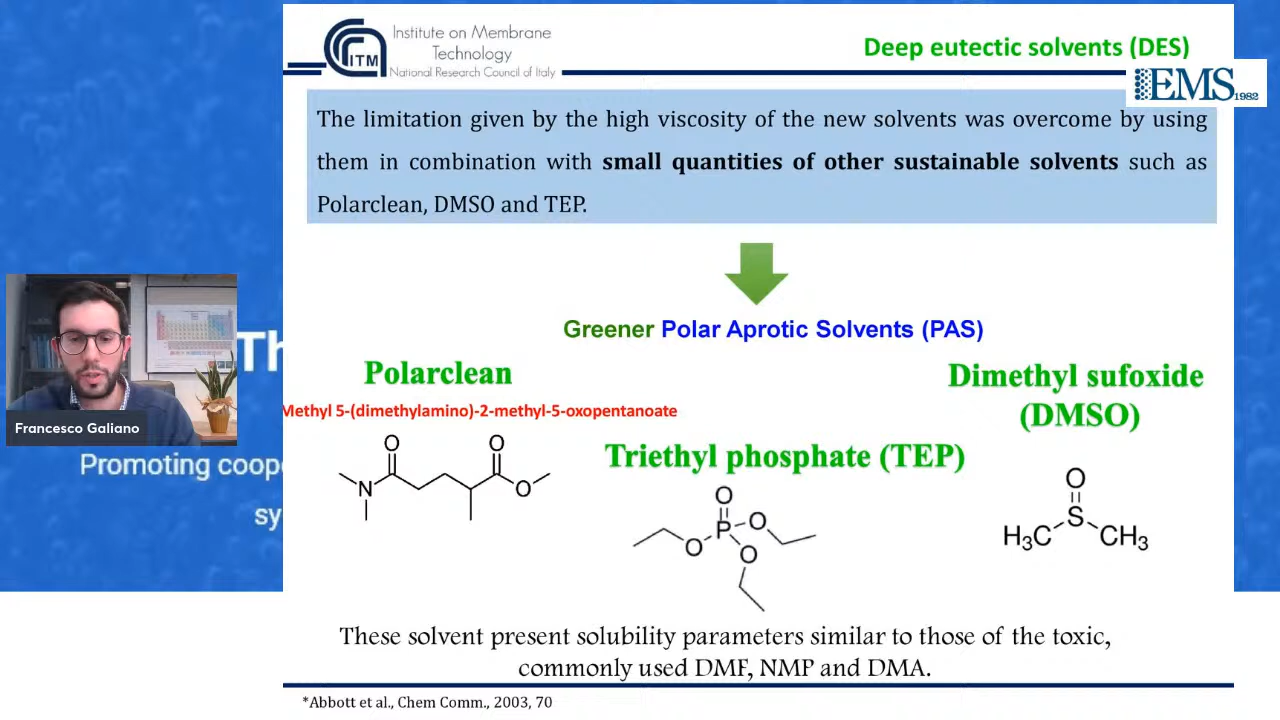 Institute on Membrane
Technology
National Research Council of Italy
ITM
Deep eutectic solvents (DES)
EMS 1982
The limitation given by the high viscosity of the new solvents was overcome by using
them in combination with small quantities of other sustainable solvents such as
Polarclean, DMSO and TEP.
Greener Polar Aprotic Solvents (PAS)
Polarclean
Methyl 5-(dimethylamino)-2-methyl-5-oxopentanoate
O O
N O
Triethyl phosphate (TEP)
O
P O
O O
Dimethyl sufoxide
(DMSO)
O
S
H3C CH3
These solvent present solubility parameters similar to those of the toxic,
commonly used DMF, NMP and DMA.
*Abbott et al., Chem Comm., 2003, 70
Francesco Galiano
Th
Promoting coope
sy